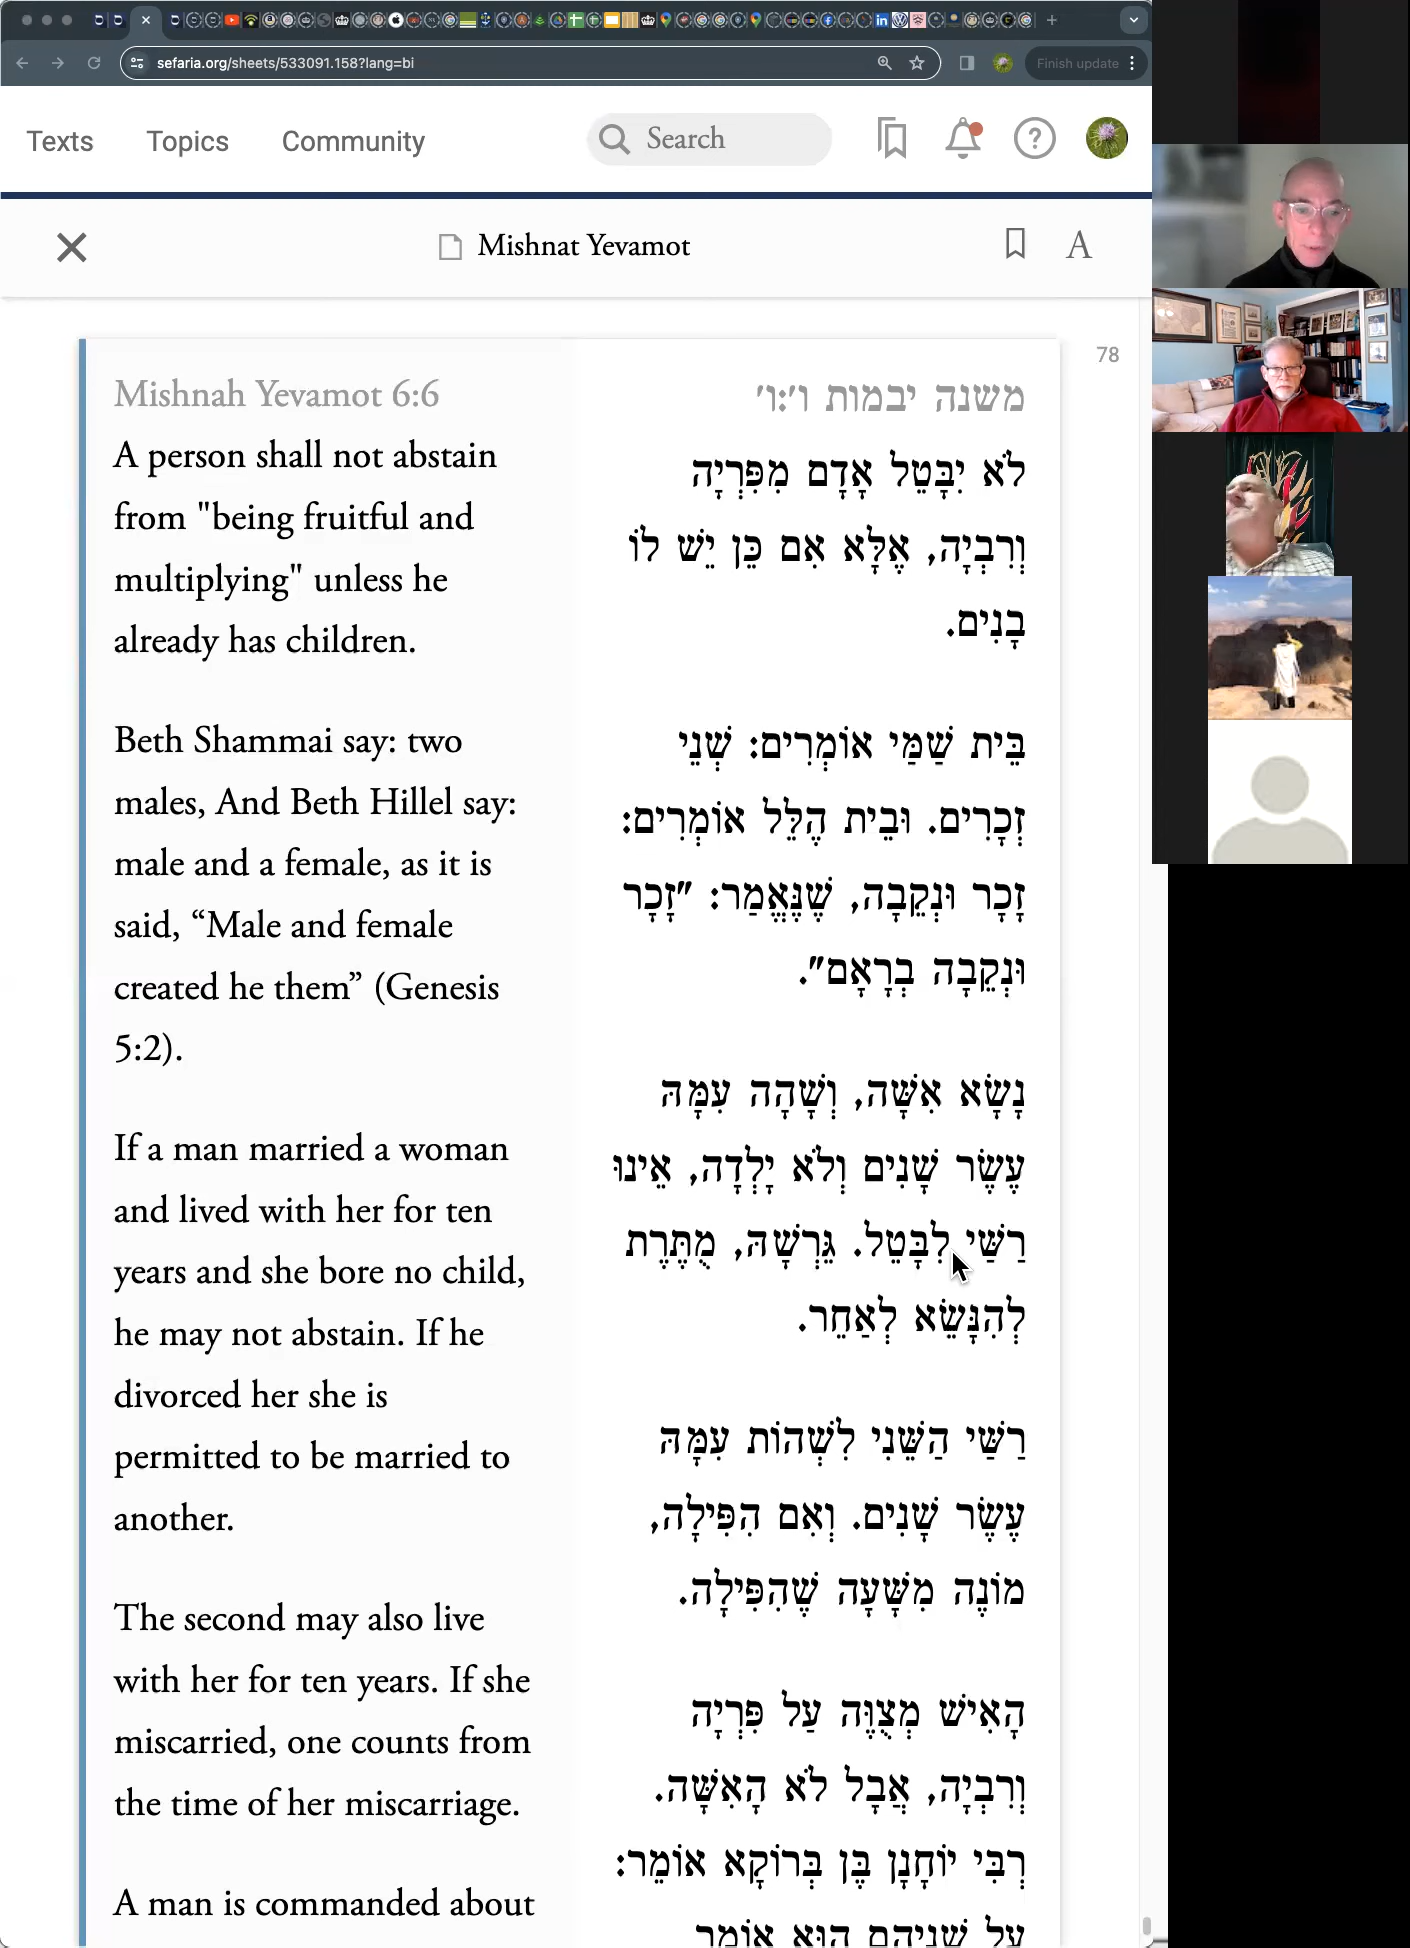 sefaria.org/sheets/533091.158?lang=bi
Finish update
Texts
Topics
Community
Search
Mishnat Yevamot
A
78
Mishnah Yevamot 6:6
A person shall not abstain
from "being fruitful and
multiplying" unless he
already has children.
Beth Shammai say: two
males, And Beth Hillel say:
male and a female, as it is
said, “Male and female
created he them” (Genesis
5:2).
If a man married a woman
and lived with her for ten
years and she bore no child,
he may not abstain. If he
divorced her she is
permitted to be married to
another.
The second may also live
with her for ten years. If she
miscarried, one counts from
the time of her miscarriage.
A man is commanded about
משנה יבמות ו׳:ו׳
לֹא יִבָּטֵל אָדָם מִפִּרְיָה
וְרִבְיָה, אֶלָּא אִם כֵּן יֵשׁ לוֹ
בָנִים.
בֵּית שַׁמַּי אוֹמְרִים: שְׁנֵי
זְכָרִים. וּבֵית הִלֵּל אוֹמְרִים:
זָכָר וּנְקֵבָה, שֶׁנֶּאֱמַר: ״זָכָר
וּנְקֵבָה בְרָאָם״.
נָשָׂא אִשָּׁה, וְשָׁהָה עִמָּהּ
עֶשֶׂר שָׁנִים וְלֹא יָלְדָה, אֵינוּ
רַשַּׁי לִבָּטֵל. גֵּרְשָׁהּ, מֻתֶּרֶת
לְהִנָּשֵׂא לְאַחֵר.
רַשַּׁי הַשֵּׁנִי לִשְׁהוֹת עִמָּהּ
עֶשֶׂר שָׁנִים. וְאִם הִפִּילָה,
מוֹנֶה מִשָּׁעָה שֶׁהִפִּילָה.
הָאִישׁ מְצֻוֶּה עַל פִּרְיָה
וְרִבְיָה, אֲבָל לֹא הָאִשָּׁה.
רְבִּי יוֹחָנָן בֶּן בְּרוֹקָא אוֹמֵר:
עַל שְׁנֵיהֶם הוּא אוֹמֵר